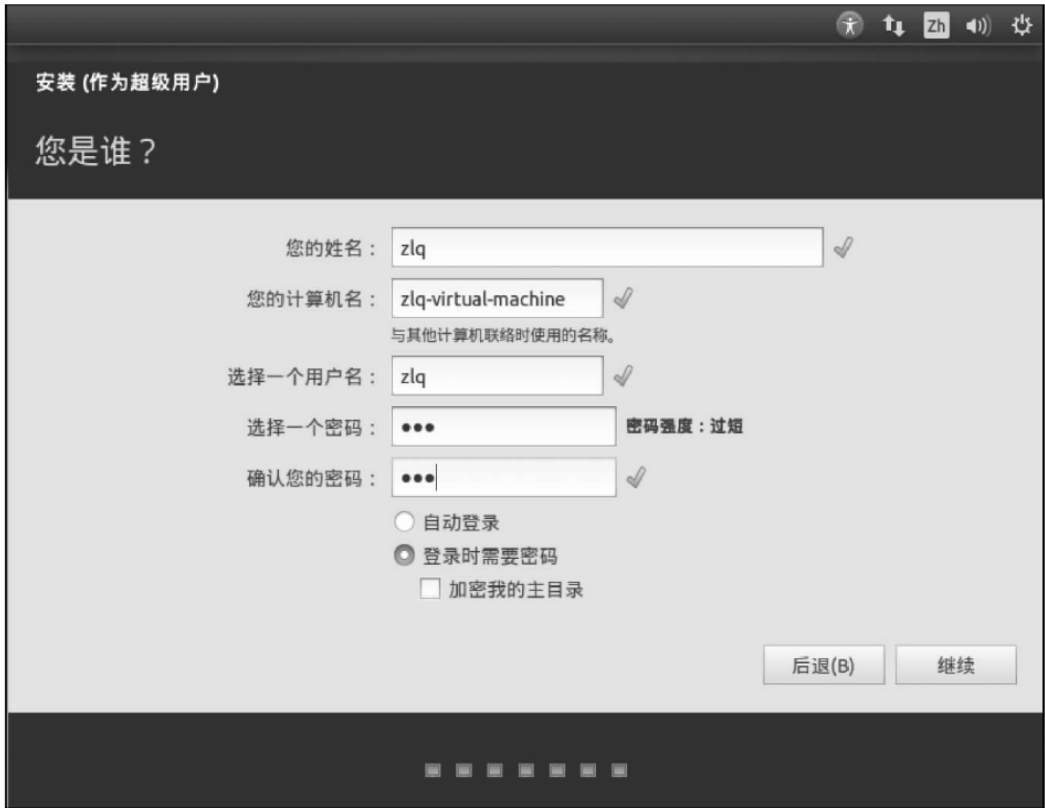 Zh
安装 (作为超级用户)
您是谁？
您的姓名： zlq
您的计算机名： zlq-virtual-machine
与其他计算机联络时使用的名称。
选择一个用户名： zlq
选择一个密码： ●●● 密码强度：过短
确认您的密码： ●●●
自动登录
登录时需要密码
加密我的主目录
后退(B) 继续